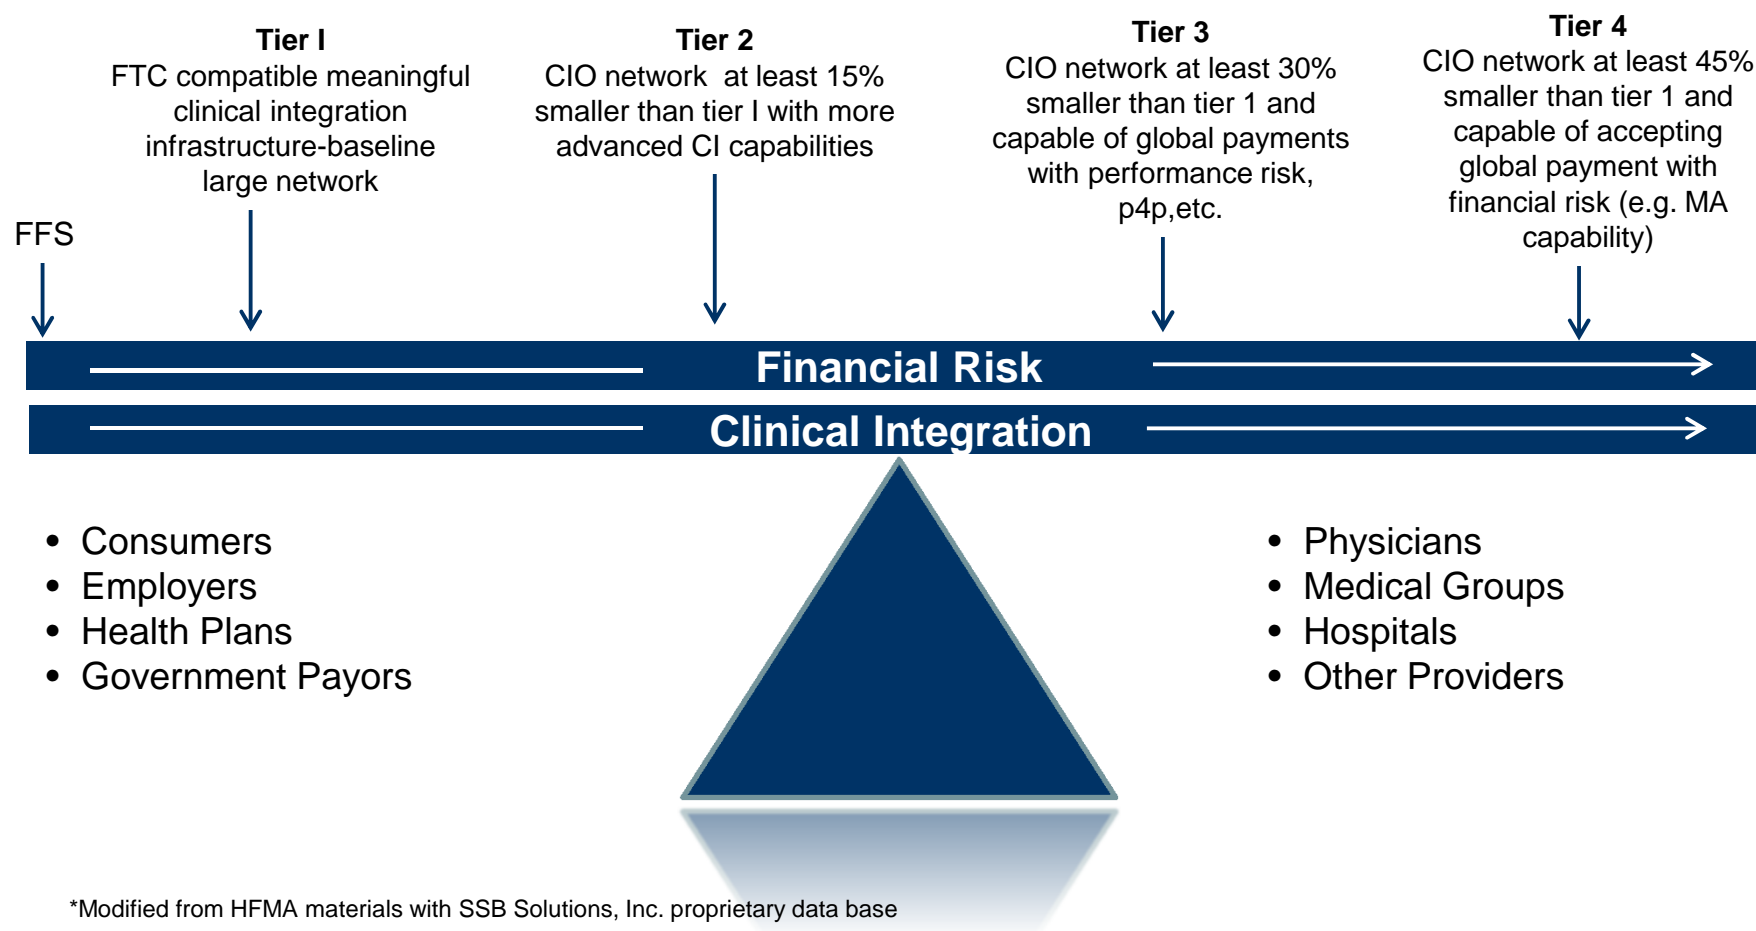 Tier I
FTC compatible meaningful
clinical integration
infrastructure-baseline
large network
Tier 2
CIO network  at least 15%
smaller than tier I with more
advanced CI capabilities
Tier 3
CIO network at least 30%
smaller than tier 1 and
capable of global payments
with performance risk,
p4p,etc.
Tier 4
CIO network at least 45%
smaller than tier 1 and
capable of accepting
global payment with
financial risk (e.g. MA
capability)
FFS
Financial Risk
Clinical Integration
• Consumers
• Employers
• Health Plans
• Government Payors
• Physicians
• Medical Groups
• Hospitals
• Other Providers
*Modified from HFMA materials with SSB Solutions, Inc. proprietary data base